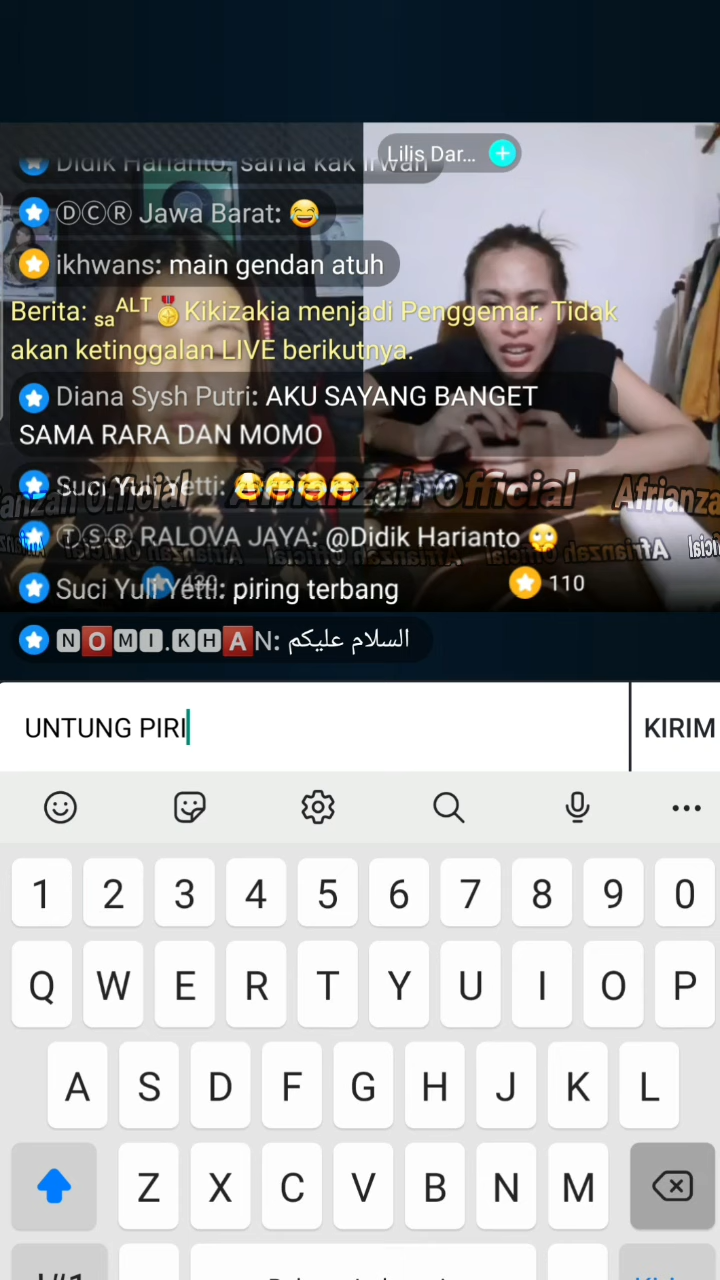 Lilis Dar...
Didik Harianto: sama kak irwan
ⒹⒸⓇ Jawa Barat: 😂
ikhwans: main gendan atuh
Berita: saᴬᴸᵀ🏅Kikizakia menjadi Penggemar. Tidak
akan ketinggalan LIVE berikutnya.
Diana Sysh Putri: AKU SAYANG BANGET
SAMA RARA DAN MOMO
Suci Yuli Yetti: 😂😂😂😂
Afrianzah Official
ⓉⓈⓇ RALOVA JAYA: @Didik Harianto 🙄
Suci Yuli Yetti: piring terbang
430
110
🅽🅾🅼🅸.🅺🅷🅰N: السلام عليكم
UNTUNG PIRI
KIRIM
1 2 3 4 5 6 7 8 9 0
Q W E R T Y U I O P
A S D F G H J K L
Z X C V B N M